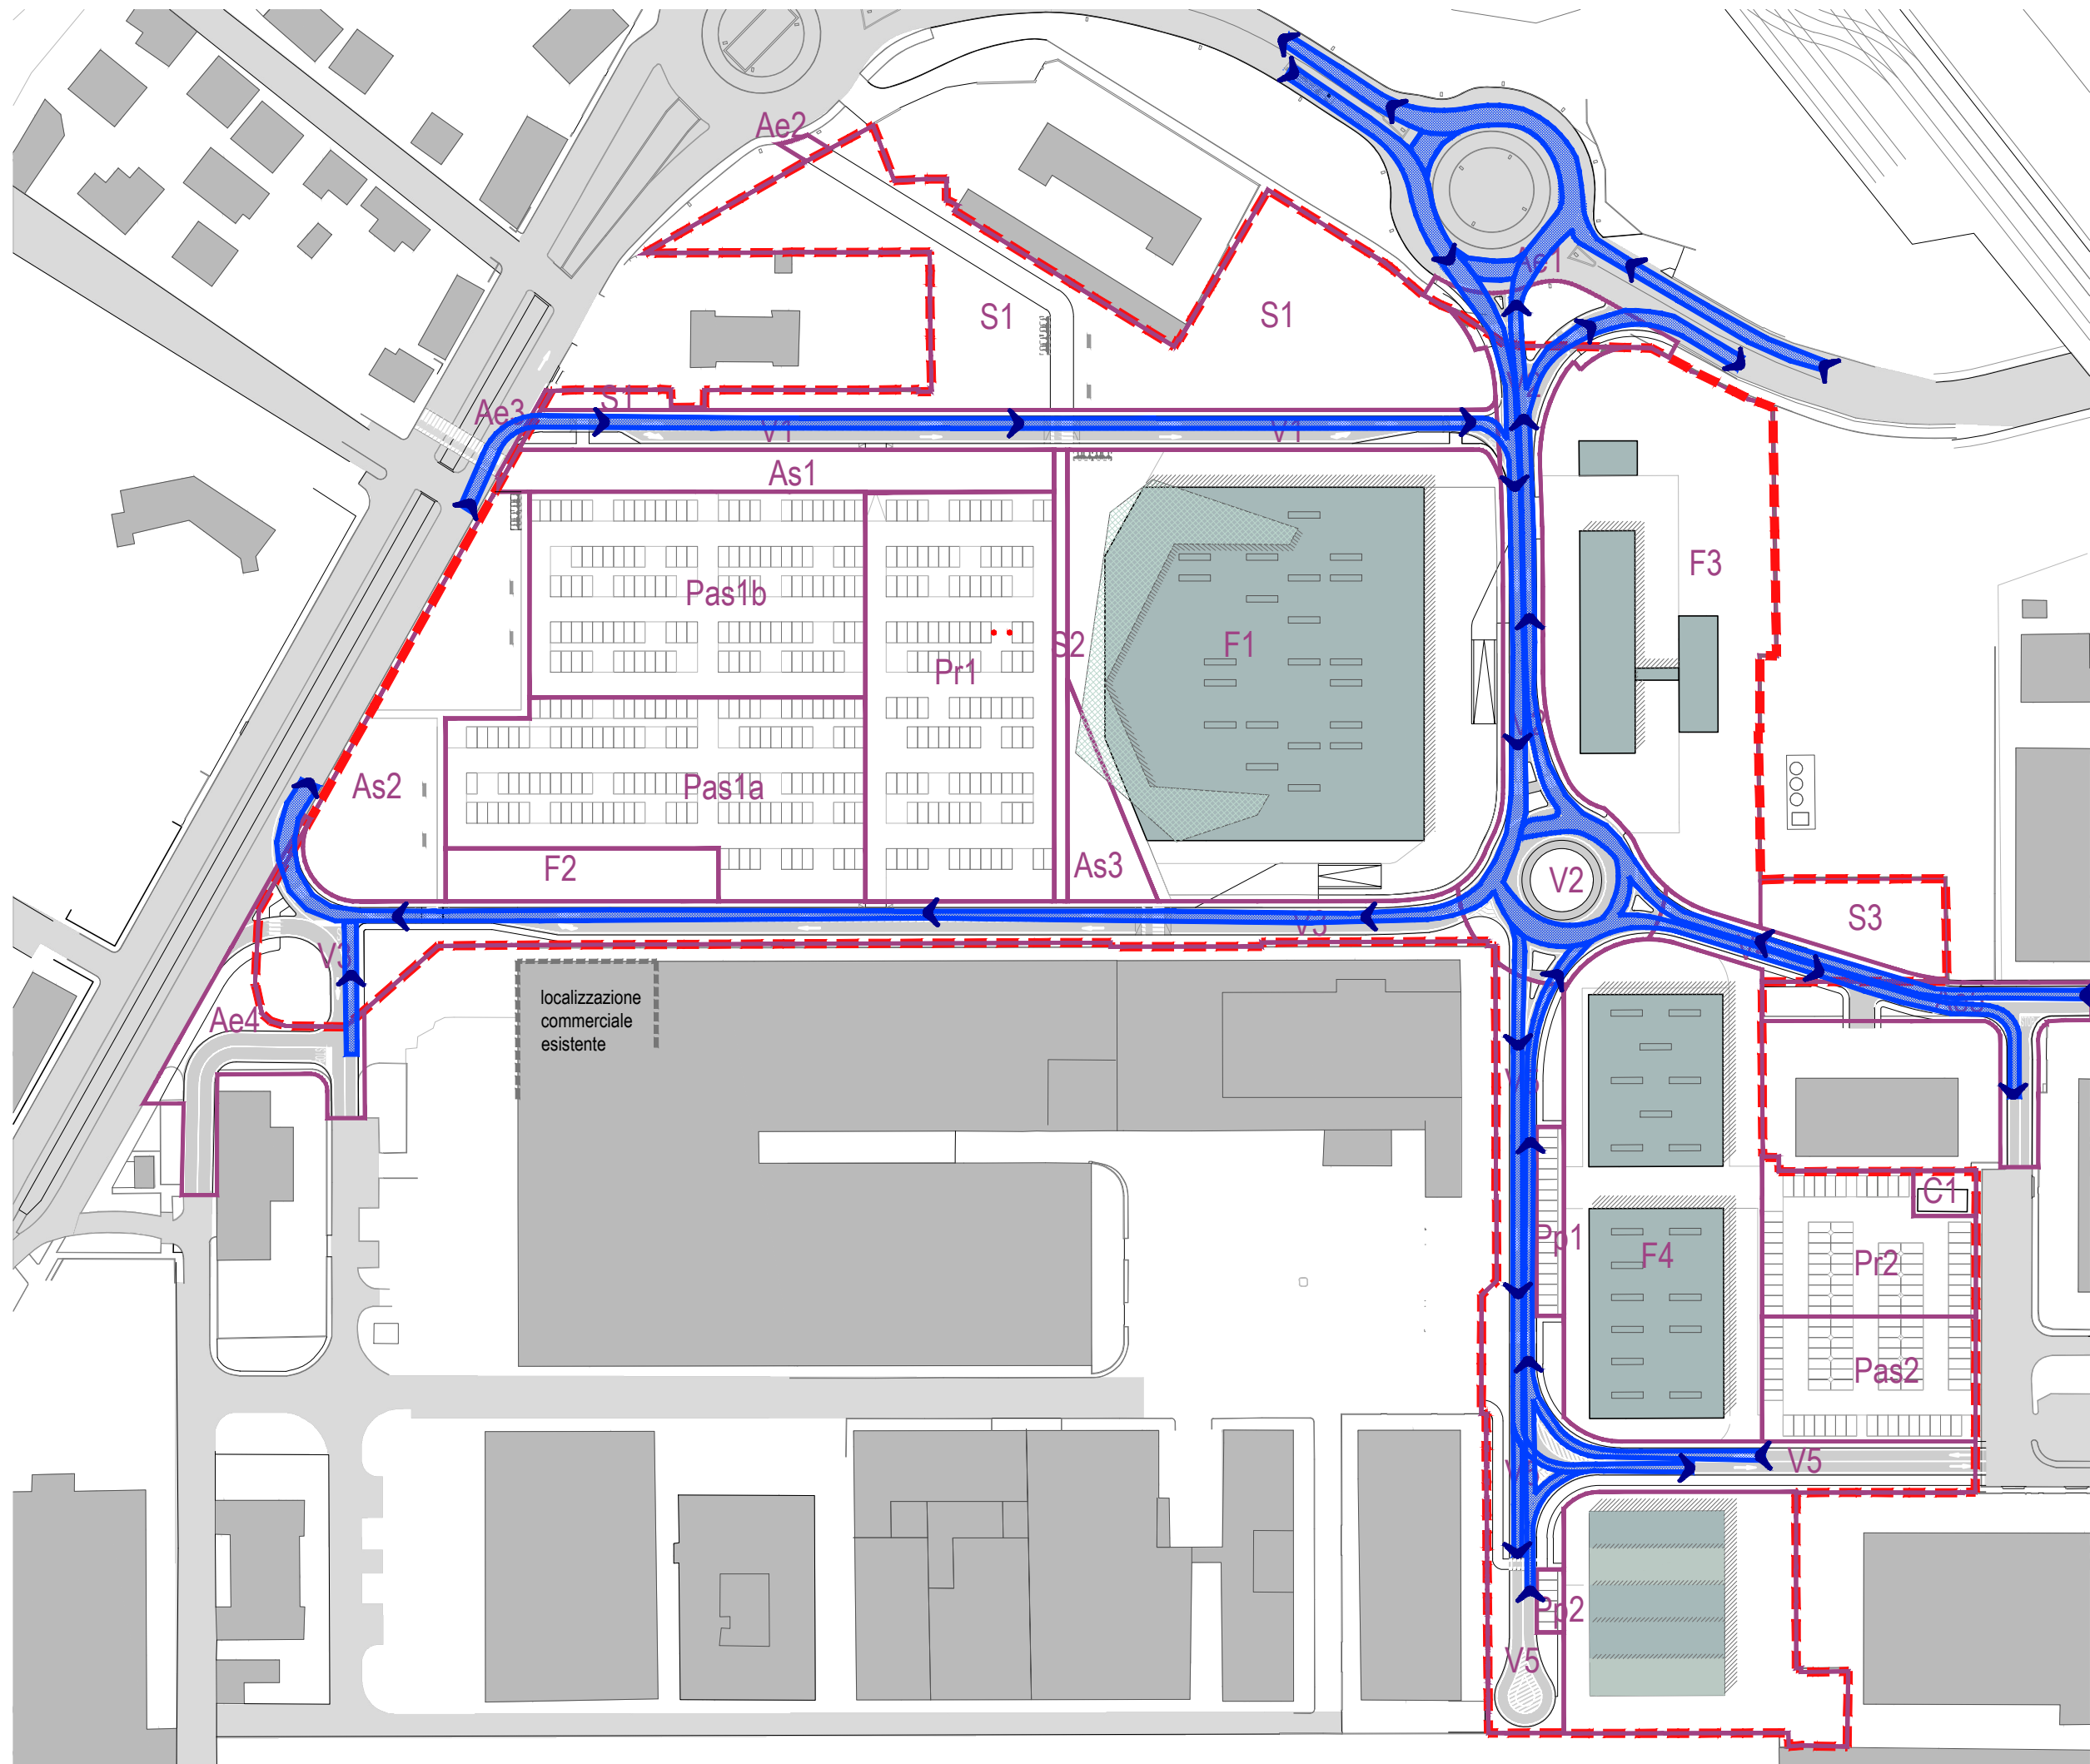 Ae2
Ae1
S1
S1
S1
Ae3
V2
V1
V1
As1
F3
Pas1b
S2
F1
Pr1
As2
Pas1a
As3
F2
V2
S3
V3
V3
localizzazione
commerciale
esistente
Ae4
C1
Pp1
F4
Pr2
Pas2
V5
Pp2
V5